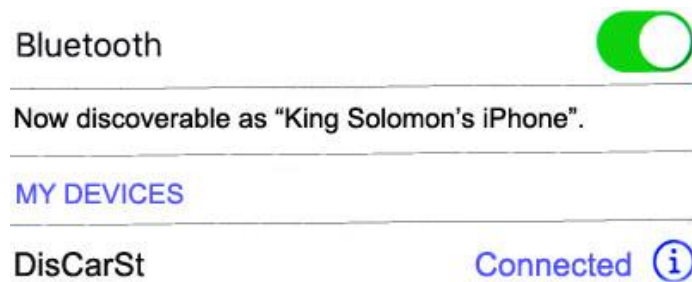 Bluetooth
Now discoverable as “King Solomon’s iPhone”.
MY DEVICES
DisCarSt Connected